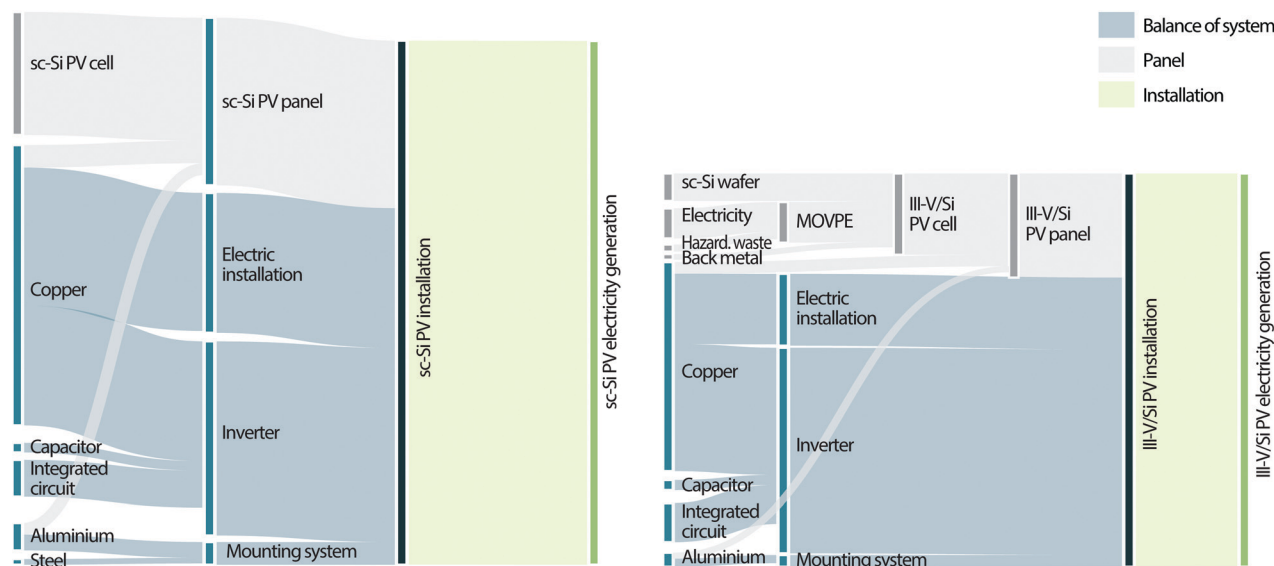 Balance of system
Panel
Installation
sc-Si PV cell
sc-Si PV panel
Electric
installation
Copper
Inverter
Capacitor
Integrated
circuit
Aluminium
Steel
Mounting system
sc-Si PV installation
sc-Si PV electricity generation
sc-Si wafer
Electricity
Hazard. waste
Back metal
MOVPE
III-V/Si
PV cell
III-V/Si
PV panel
Electric
installation
Copper
Inverter
Capacitor
Integrated
circuit
Aluminium
Mounting system
III-V/Si PV installation
III-V/Si PV electricity generation